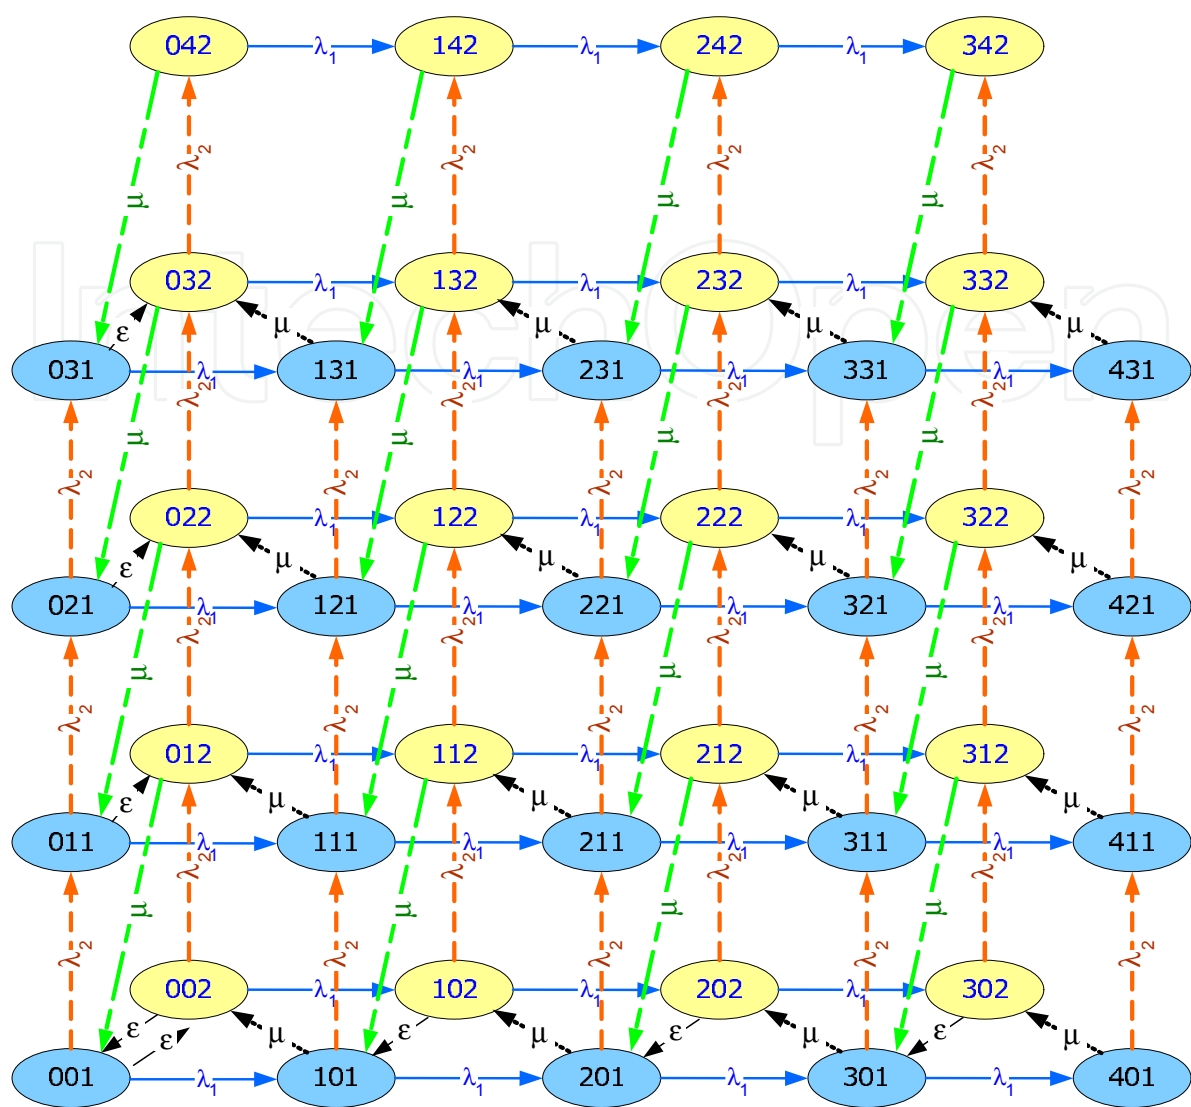 042 λ1 142 λ1 242 λ1 342
λ2 λ2 λ2 λ2
μ μ μ μ
032 λ1 132 λ1 232 λ1 332
ε μ μ μ μ
031 λ1 131 λ1 231 λ1 331 λ1 431
λ2 λ2 λ2 λ2
μ μ μ μ
λ2 λ2 λ2 λ2 λ2
022 λ1 122 λ1 222 λ1 322
ε μ μ μ μ
021 λ1 121 λ1 221 λ1 321 λ1 421
λ2 λ2 λ2 λ2
μ μ μ μ
λ2 λ2 λ2 λ2 λ2
012 λ1 112 λ1 212 λ1 312
ε μ μ μ μ
011 λ1 111 λ1 211 λ1 311 λ1 411
λ2 λ2 λ2 λ2
μ μ μ μ
λ2 λ2 λ2 λ2 λ2
002 λ1 102 λ1 202 λ1 302
ε ε μ ε μ ε μ ε μ
001 λ1 101 λ1 201 λ1 301 λ1 401
IntechOpen